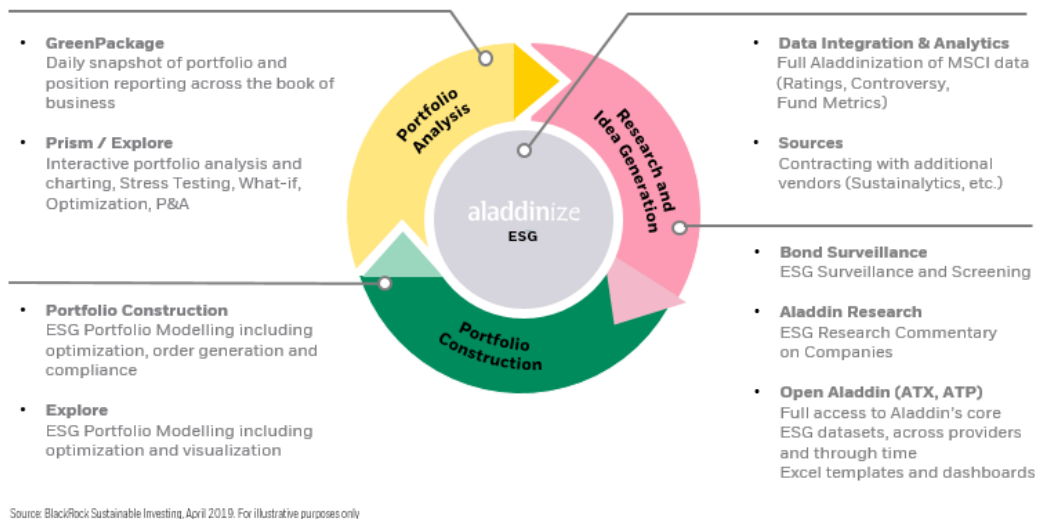 • GreenPackage
Daily snapshot of portfolio and
position reporting across the book of
business
• Prism / Explore
Interactive portfolio analysis and
charting, Stress Testing, What-if,
Optimization, P&A
• Portfolio Construction
ESG Portfolio Modelling including
optimization, order generation and
compliance
• Explore
ESG Portfolio Modelling including
optimization and visualization
Portfolio
Analysis
Research and
Idea Generation
aladdinize
ESG
Portfolio
Construction
• Data Integration & Analytics
Full Aladdinization of MSCI data
(Ratings, Controversy,
Fund Metrics)
• Sources
Contracting with additional
vendors (Sustainalytics, etc.)
• Bond Surveillance
ESG Surveillance and Screening
• Aladdin Research
ESG Research Commentary
on Companies
• Open Aladdin (ATX, ATP)
Full access to Aladdin's core
ESG datasets, across providers
and through time
Excel templates and dashboards
Source: BlackRock Sustainable Investing, April 2019. For illustrative purposes only